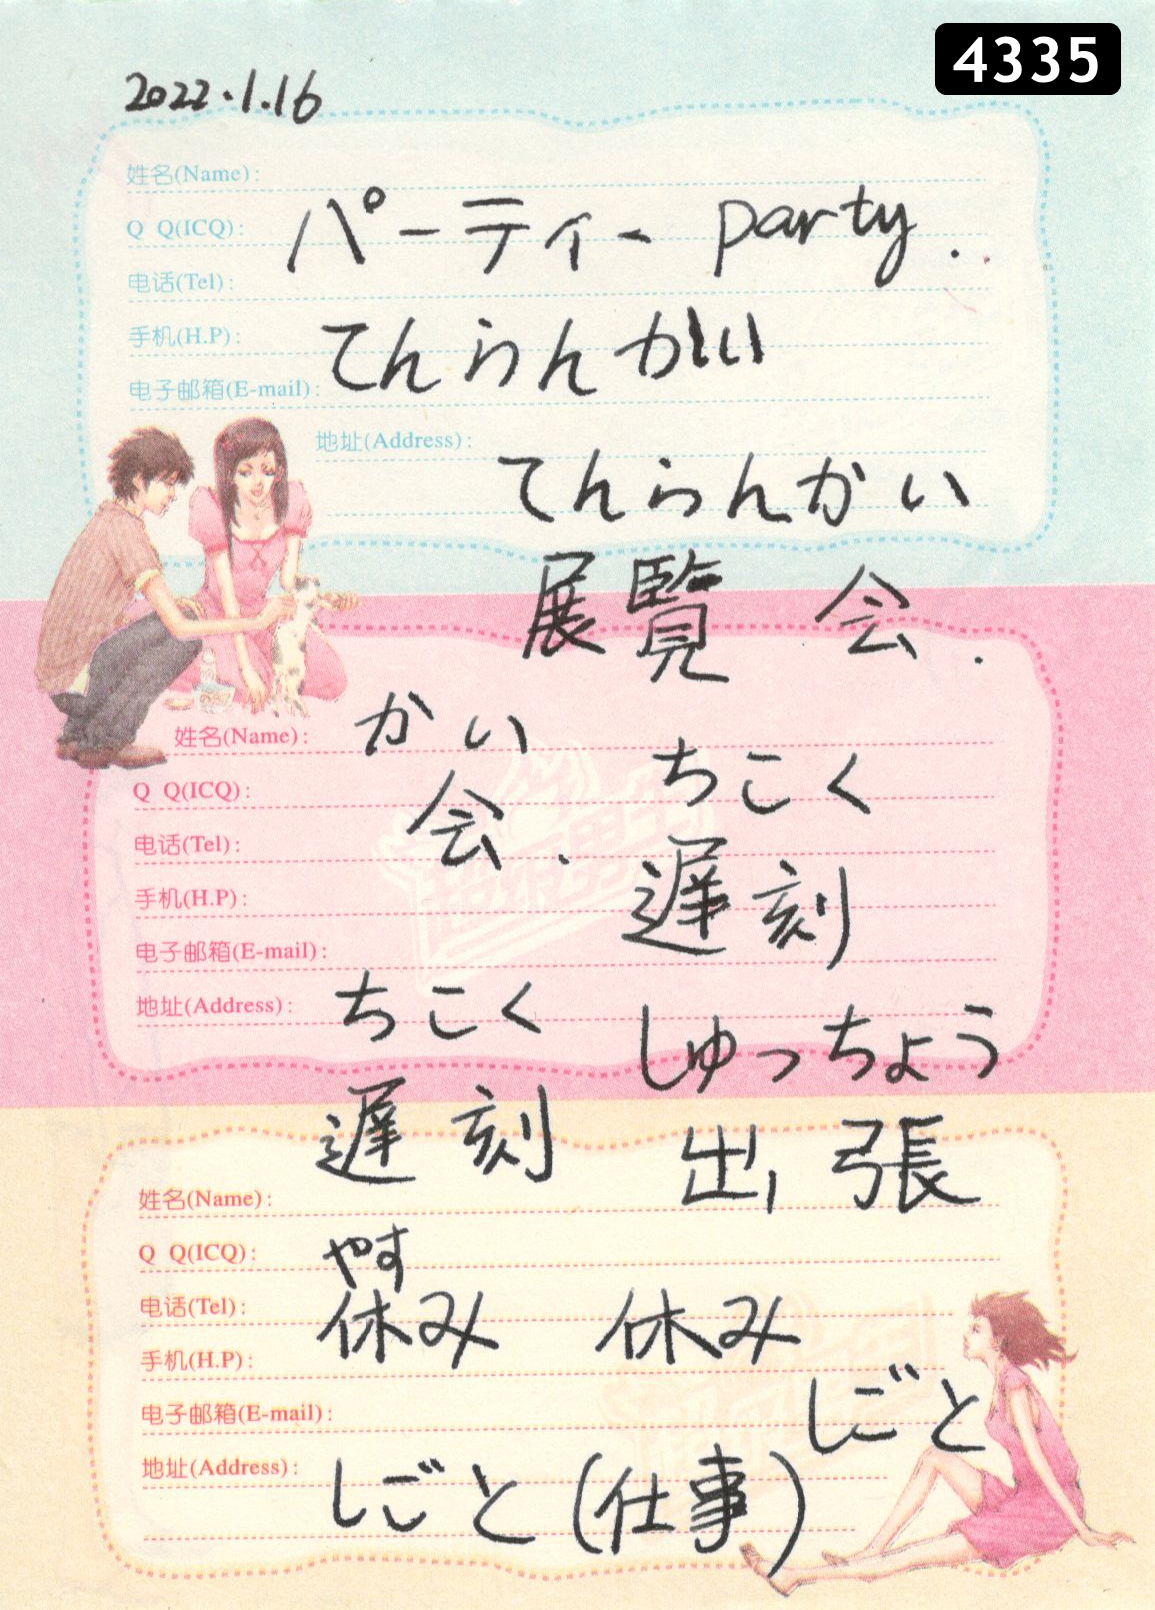 4335
2022.1.16
姓名(Name):
Q Q(ICQ): パーティー party.
电话(Tel):
手机(H.P): てんらんかい
电子邮箱(E-mail):
地址(Address):
てんらんかい
展覧 会.
姓名(Name): かい
Q Q(ICQ): ちこく
电话(Tel): 会.
手机(H.P): 遅刻
电子邮箱(E-mail):
地址(Address): ちこく
しゅっちょう
遅刻 出張
姓名(Name):
Q Q(ICQ): やす
电话(Tel): 休み 休み
手机(H.P):
电子邮箱(E-mail): しごと
地址(Address):
しごと(仕事)